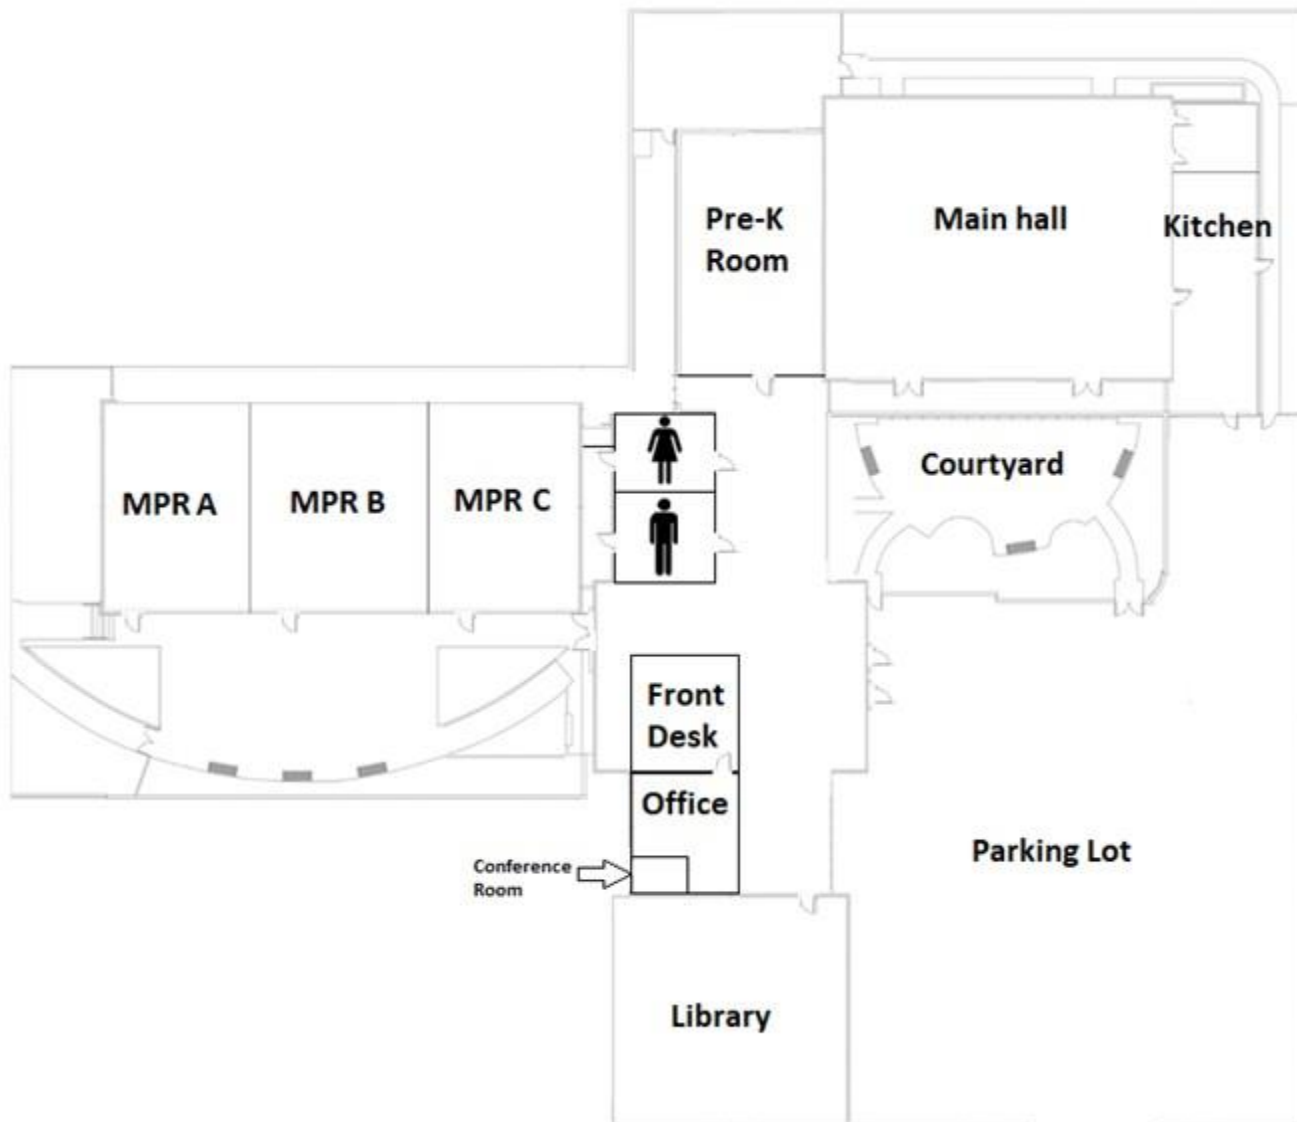 Pre-K
Room
Main hall
Kitchen
MPR A
MPR B
MPR C
Courtyard
Front
Desk
Office
Conference
Room
Parking Lot
Library